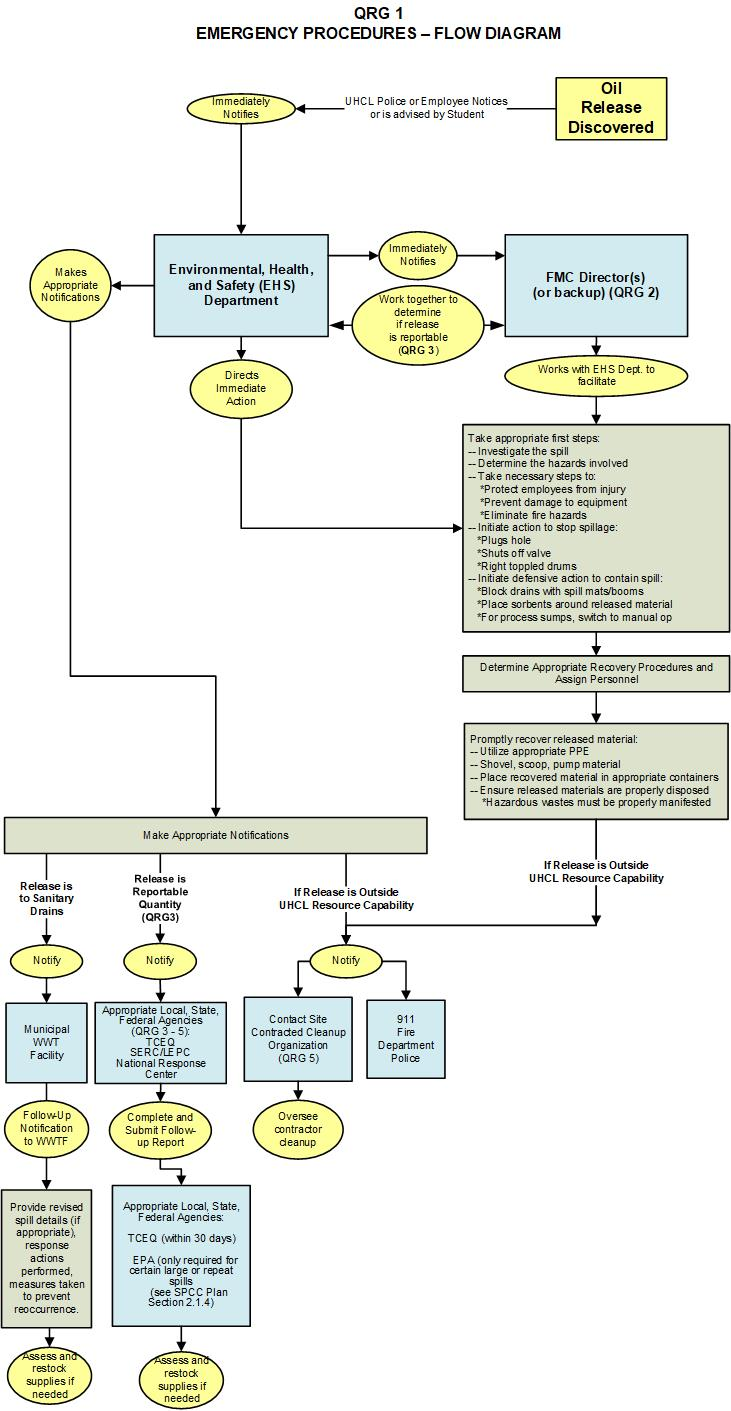 QRG 1
EMERGENCY PROCEDURES – FLOW DIAGRAM
Oil
Release
Discovered
UHCL Police or Employee Notices
or is advised by Student
Immediately
Notifies
Environmental, Health,
and Safety (EHS)
Department
Immediately
Notifies
FMC Director(s)
(or backup) (QRG 2)
Makes
Appropriate
Notifications
Work together to
determine
if release
is reportable
(QRG 3)
Directs
Immediate
Action
Works with EHS Dept. to
facilitate
Take appropriate first steps:
-- Investigate the spill
-- Determine the hazards involved
-- Take necessary steps to:
*Protect employees from injury
*Prevent damage to equipment
*Eliminate fire hazards
-- Initiate action to stop spillage:
*Plugs hole
*Shuts off valve
*Right toppled drums
-- Initiate defensive action to contain spill:
*Block drains with spill mats/booms
*Place sorbents around released material
*For process sumps, switch to manual op
Determine Appropriate Recovery Procedures and
Assign Personnel
Promptly recover released material:
-- Utilize appropriate PPE
-- Shovel, scoop, pump material
-- Place recovered material in appropriate containers
-- Ensure released materials are properly disposed
*Hazardous wastes must be properly manifested
Make Appropriate Notifications
Release is
to Sanitary
Drains
Release is
Reportable
Quantity
(QRG3)
If Release is Outside
UHCL Resource Capability
If Release is Outside
UHCL Resource Capability
Notify
Notify
Notify
Municipal
WWT
Facility
Appropriate Local, State,
Federal Agencies
(QRG 3 - 5):
TCEQ
SERC/LEPC
National Response
Center
Contact Site
Contracted Cleanup
Organization
(QRG 5)
911
Fire
Department
Police
Follow-Up
Notification
to WWTF
Complete and
Submit Follow-
up Report
Oversee
contractor
cleanup
Provide revised
spill details (if
appropriate),
response
actions
performed,
measures taken
to prevent
reoccurrence.
Appropriate Local, State,
Federal Agencies:
TCEQ (within 30 days)
EPA (only required for
certain large or repeat
spills
(see SPCC Plan
Section 2.1.4)
Assess and
restock
supplies if
needed
Assess and
restock
supplies if
needed